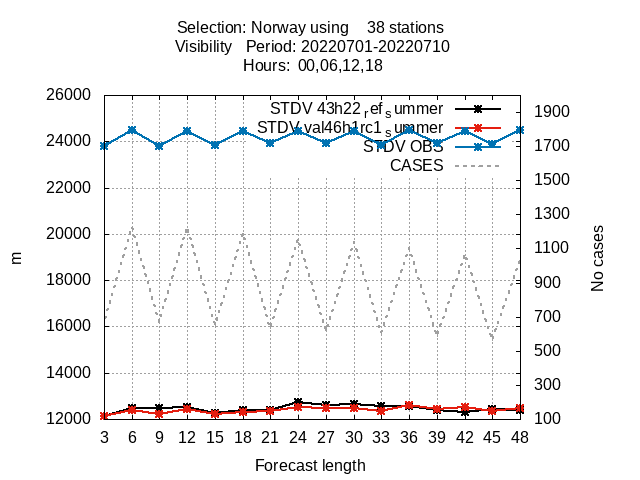 Selection: Norway using    38 stations
Visibility   Period: 20220701-20220710
Hours: 00,06,12,18
STDV 43h22_ref_summer
STDV val46h1rc1_summer
STDV OBS
CASES
26000
24000
22000
20000
18000
16000
14000
12000
m
1900
1700
1500
1300
1100
900
700
500
300
100
No cases
3 6 9 12 15 18 21 24 27 30 33 36 39 42 45 48
Forecast length